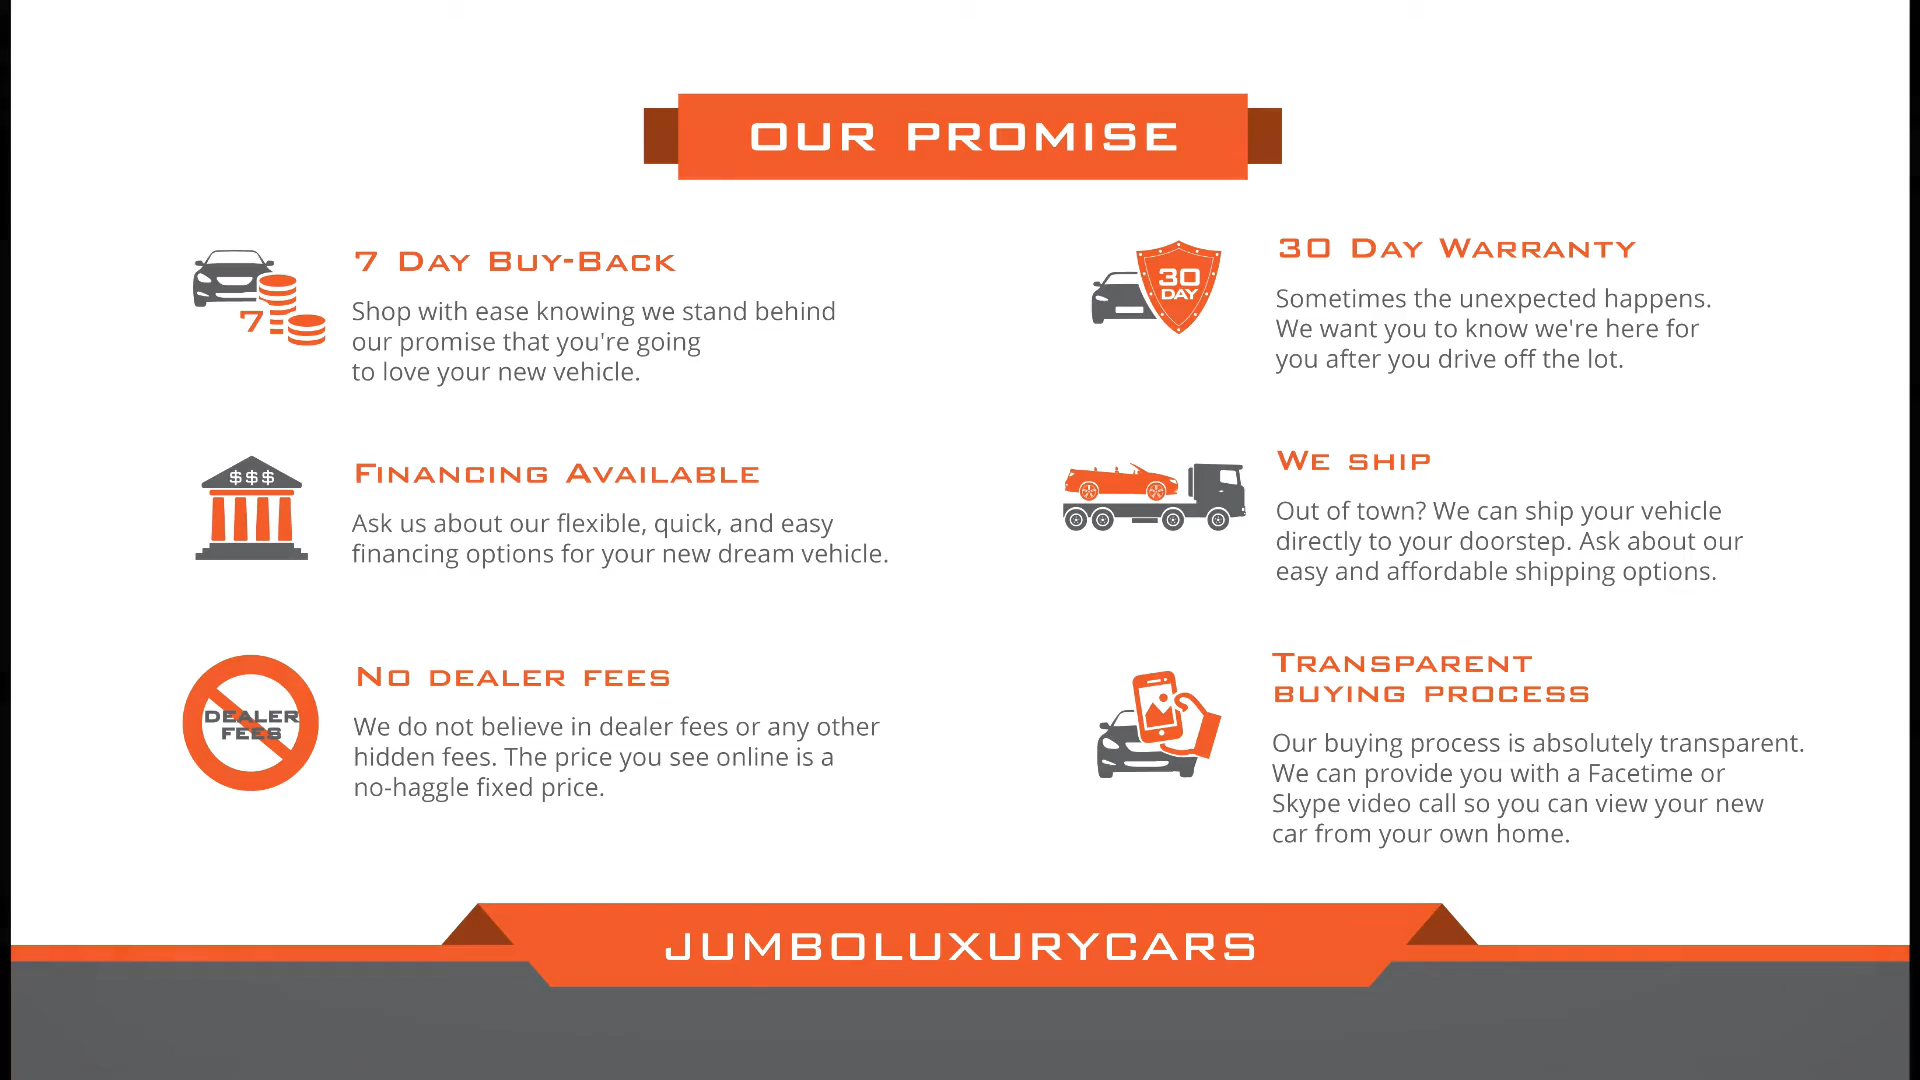 OUR PROMISE
7 DAY BUY-BACK
Shop with ease knowing we stand behind
our promise that you're going
to love your new vehicle.
7
$$$
FINANCING AVAILABLE
Ask us about our flexible, quick, and easy
financing options for your new dream vehicle.
DEALER
FEES
NO DEALER FEES
We do not believe in dealer fees or any other
hidden fees. The price you see online is a
no-haggle fixed price.
30
DAY
30 DAY WARRANTY
Sometimes the unexpected happens.
We want you to know we're here for
you after you drive off the lot.
WE SHIP
Out of town? We can ship your vehicle
directly to your doorstep. Ask about our
easy and affordable shipping options.
TRANSPARENT
BUYING PROCESS
Our buying process is absolutely transparent.
We can provide you with a Facetime or
Skype video call so you can view your new
car from your own home.
JUMBOLUXURYCARS